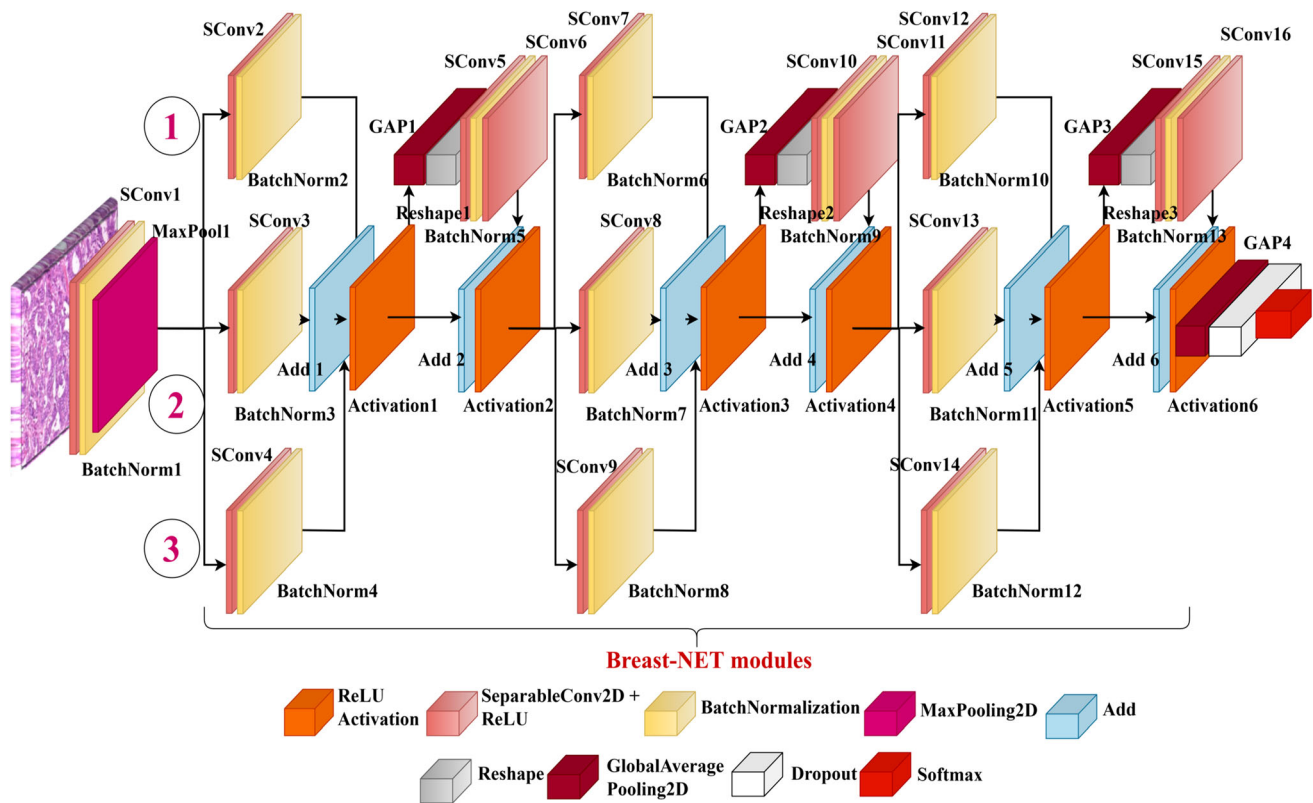 SConv2
SConv7
SConv12
SConv6
SConv11
SConv16
SConv5
SConv10
SConv15
1
GAP1
GAP2
GAP3
BatchNorm2
BatchNorm6
BatchNorm10
SConv1
MaxPool1
SConv3
Reshape1
BatchNorm5
SConv8
Reshape2
BatchNorm9
SConv13
Reshape3
BatchNorm13
GAP4
Add 1
Add 2
Add 3
Add 4
Add 5
Add 6
2
BatchNorm3
Activation1
Activation2
BatchNorm7
Activation3
Activation4
BatchNorm11
Activation5
Activation6
BatchNorm1
SConv4
SConv9
SConv14
3
BatchNorm4
BatchNorm8
BatchNorm12
Breast-NET modules
ReLU
Activation
SeparableConv2D +
ReLU
BatchNormalization
MaxPooling2D
Add
Reshape
GlobalAverage
Pooling2D
Dropout
Softmax